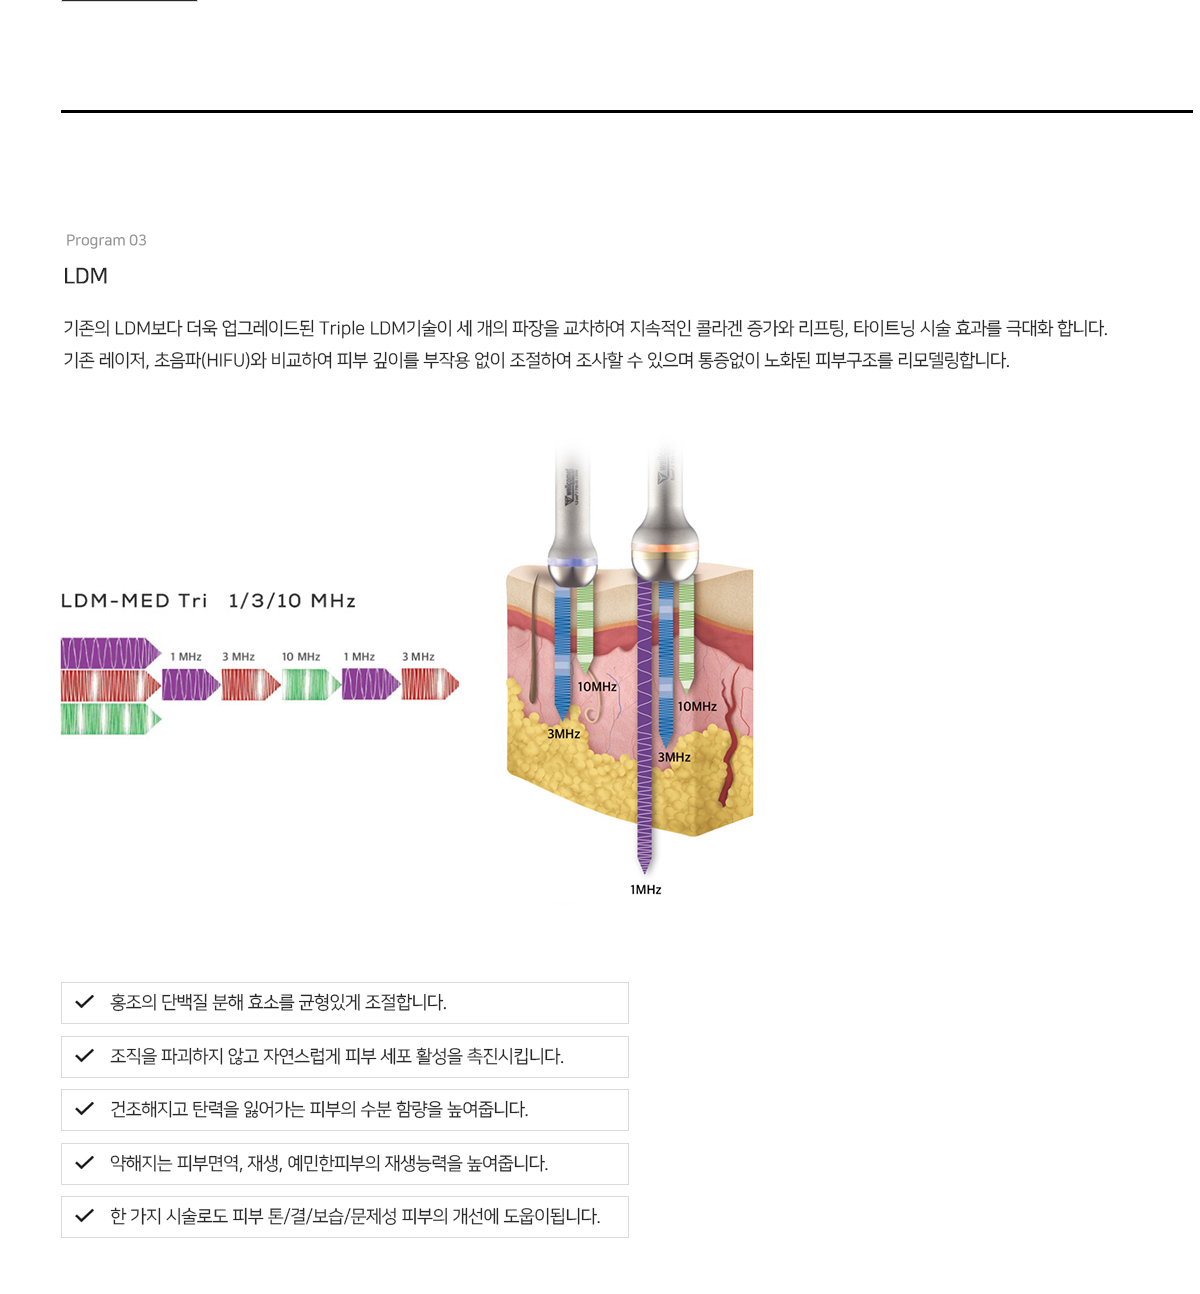 Program 03
LDM
기존의 LDM보다 더욱 업그레이드된 Triple LDM기술이 세 개의 파장을 교차하여 지속적인 콜라겐 증가와 리프팅, 타이트닝 시술 효과를 극대화 합니다.
기존 레이저, 초음파(HIFU)와 비교하여 피부 깊이를 부작용 없이 조절하여 조사할 수 있으며 통증없이 노화된 피부구조를 리모델링합니다.
LDM-MED Tri 1/3/10 MHz
1 MHz 3 MHz 10 MHz 1 MHz 3 MHz
10MHz
10MHz
3MHz
3MHz
1MHz
홍조의 단백질 분해 효소를 균형있게 조절합니다.
조직을 파괴하지 않고 자연스럽게 피부 세포 활성을 촉진시킵니다.
건조해지고 탄력을 잃어가는 피부의 수분 함량을 높여줍니다.
약해지는 피부면역, 재생, 예민한피부의 재생능력을 높여줍니다.
한 가지 시술로도 피부 톤/결/보습/문제성 피부의 개선에 도움이됩니다.